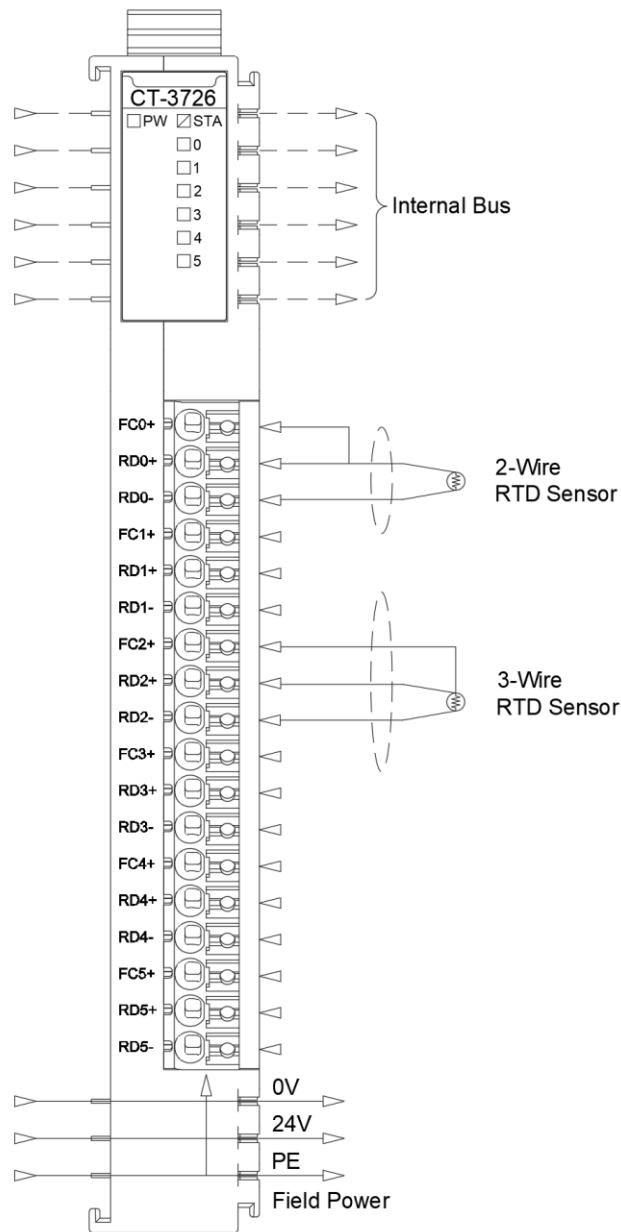 CT-3726
PW STA
0
1
2
3
4
5
Internal Bus
FC0+
RD0+
RD0-
FC1+
RD1+
RD1-
FC2+
RD2+
RD2-
FC3+
RD3+
RD3-
FC4+
RD4+
RD4-
FC5+
RD5+
RD5-
2-Wire
RTD Sensor
3-Wire
RTD Sensor
0V
24V
PE
Field Power